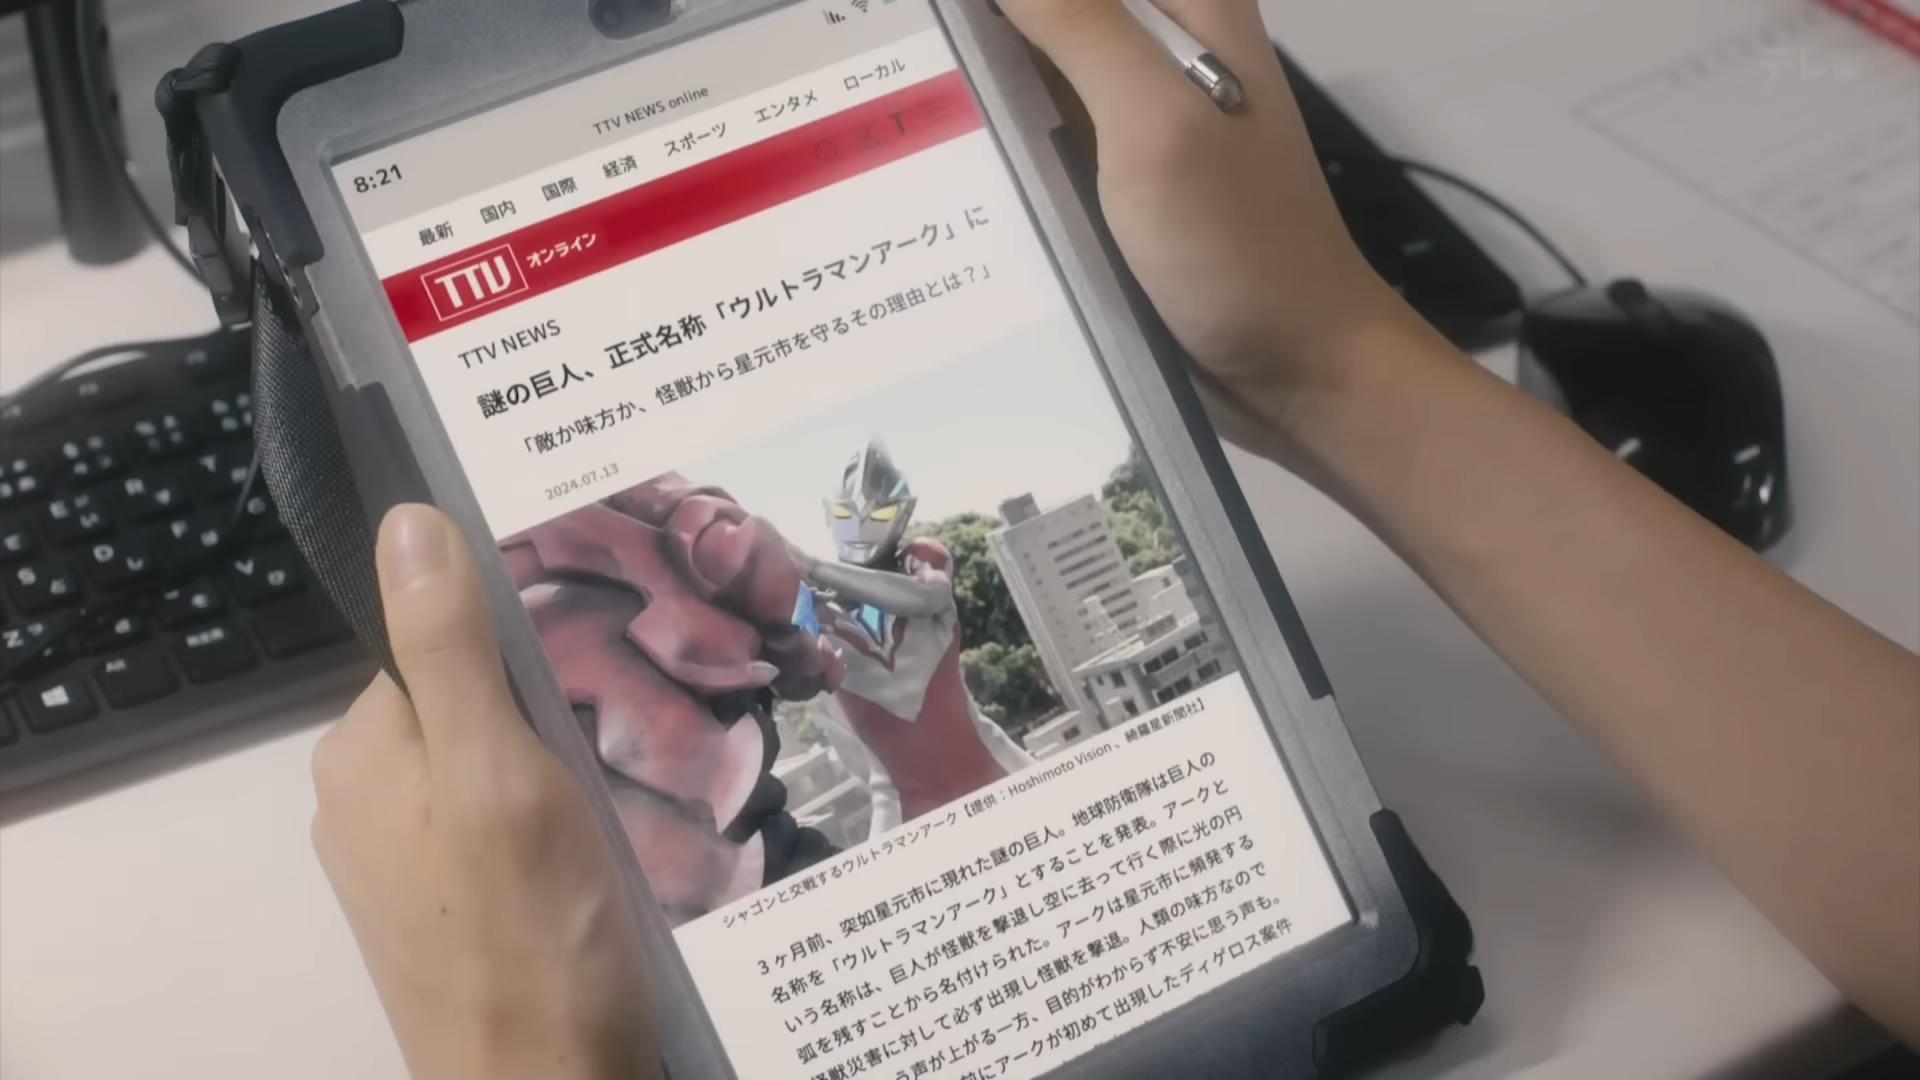 テレ東
8:21
TTV NEWS online
最新 国内 国際 経済 スポーツ エンタメ ローカル
TTV オンライン
TTV NEWS
謎の巨人、正式名称「ウルトラマンアーク」に
「敵か味方か、怪獣から星元市を守るその理由とは？」
2024.07.13
シャゴンと交戦するウルトラマンアーク【提供：Hoshimoto Vision 、綺羅星新聞社】
3ヶ月前、突如星元市に現れた謎の巨人。地球防衛隊は巨人の
名称を「ウルトラマンアーク」とすることを発表。アークと
いう名称は、巨人が怪獣を撃退し空に去って行く際に光の円
弧を残すことから名付けられた。アークは星元市に頻発する
怪獣災害に対して必ず出現し怪獣を撃退。人類の味方なので
う声が上がる一方、目的がわからず不安に思う声も。
前にアークが初めて出現したディゲロス案件